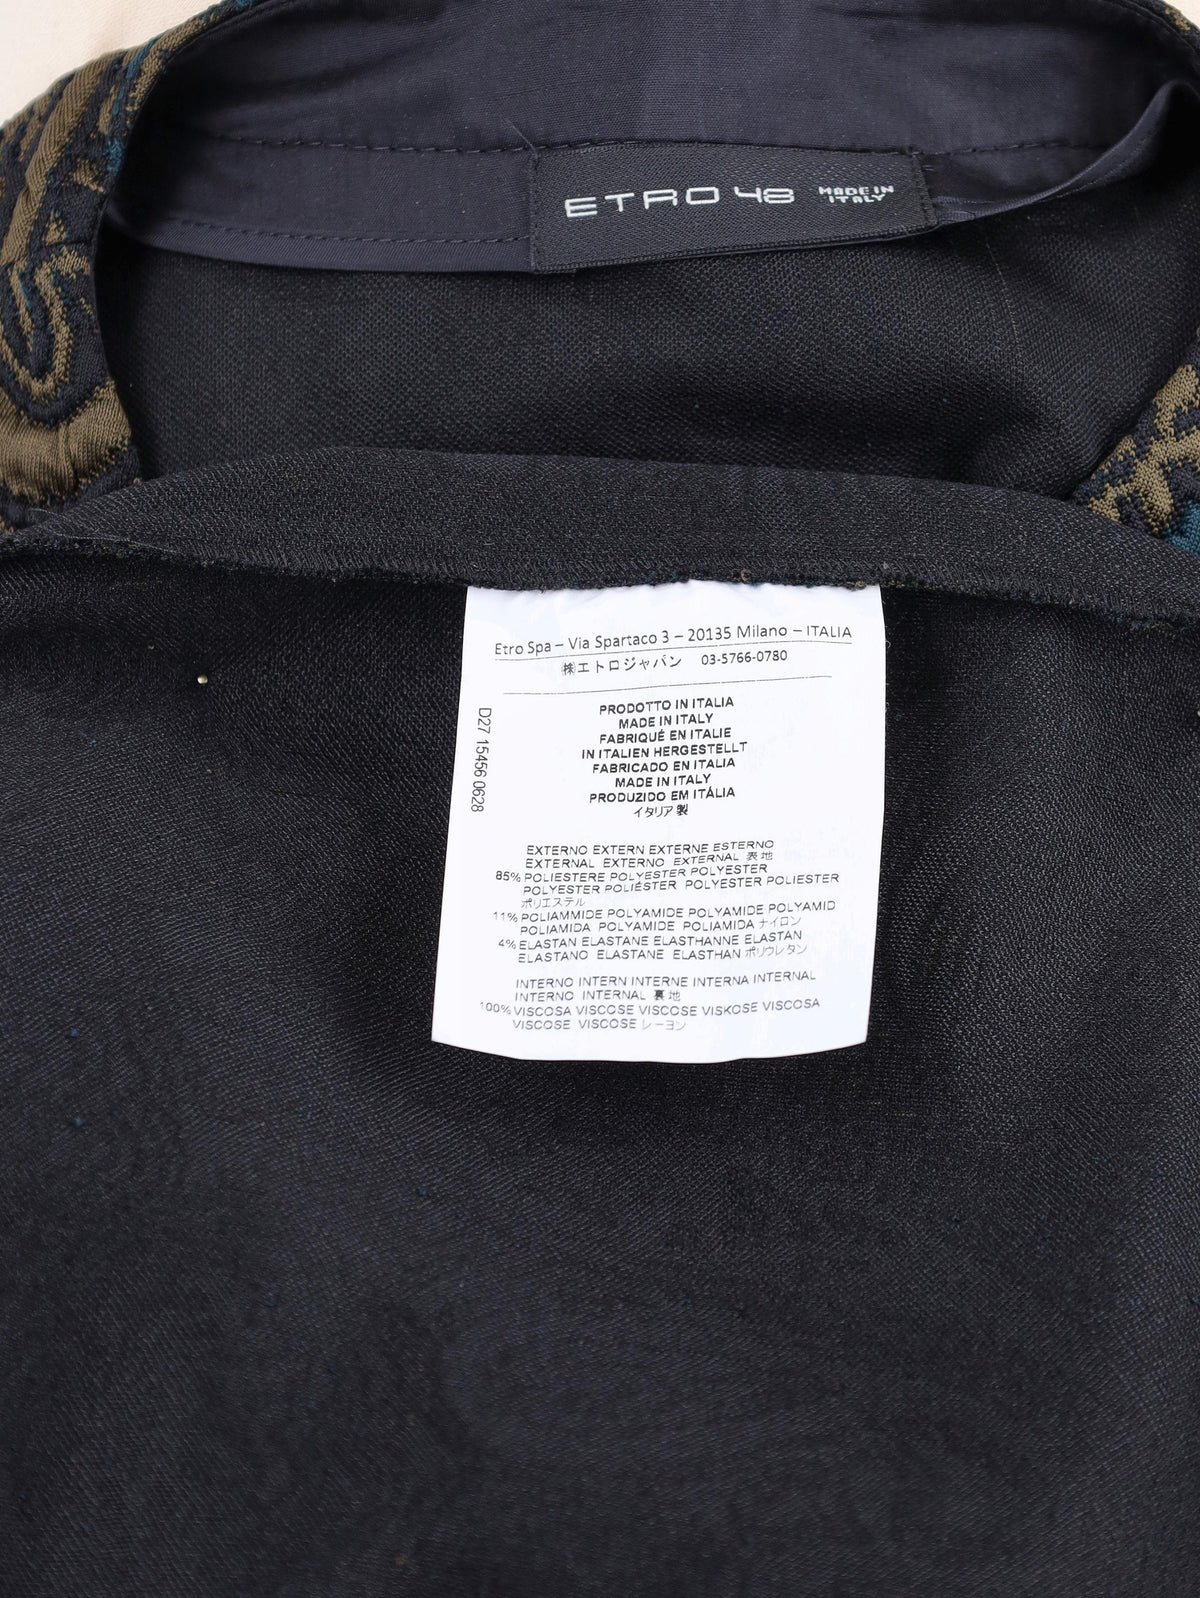 ETRO 48 MADE IN
ITALY
Etro Spa – Via Spartaco 3 – 20135 Milano – ITALIA
㈱エトロジャパン 03-5766-0780
D27 15456 0628
PRODOTTO IN ITALIA
MADE IN ITALY
FABRIQUÉ EN ITALIE
IN ITALIEN HERGESTELLT
FABRICADO EN ITALIA
MADE IN ITALY
PRODUZIDO EM ITÁLIA
イタリア製
EXTERNO EXTERN EXTERNE ESTERNO
EXTERNAL EXTERNO EXTERNAL 表地
85% POLIESTERE POLYESTER POLYESTER
POLYESTER POLIÉSTER POLYESTER POLIESTER
ポリエステル
11% POLIAMMIDE POLYAMIDE POLYAMIDE POLYAMID
POLIAMIDA POLYAMIDE POLIAMIDA ナイロン
4% ELASTAN ELASTANE ELASTHANNE ELASTAN
ELASTANO ELASTANE ELASTHAN ポリウレタン
INTERNO INTERN INTERNE INTERNA INTERNAL
INTERNO INTERNAL 裏地
100% VISCOSA VISCOSE VISCOSE VISKOSE VISCOSA
VISCOSE VISCOSE レーヨン